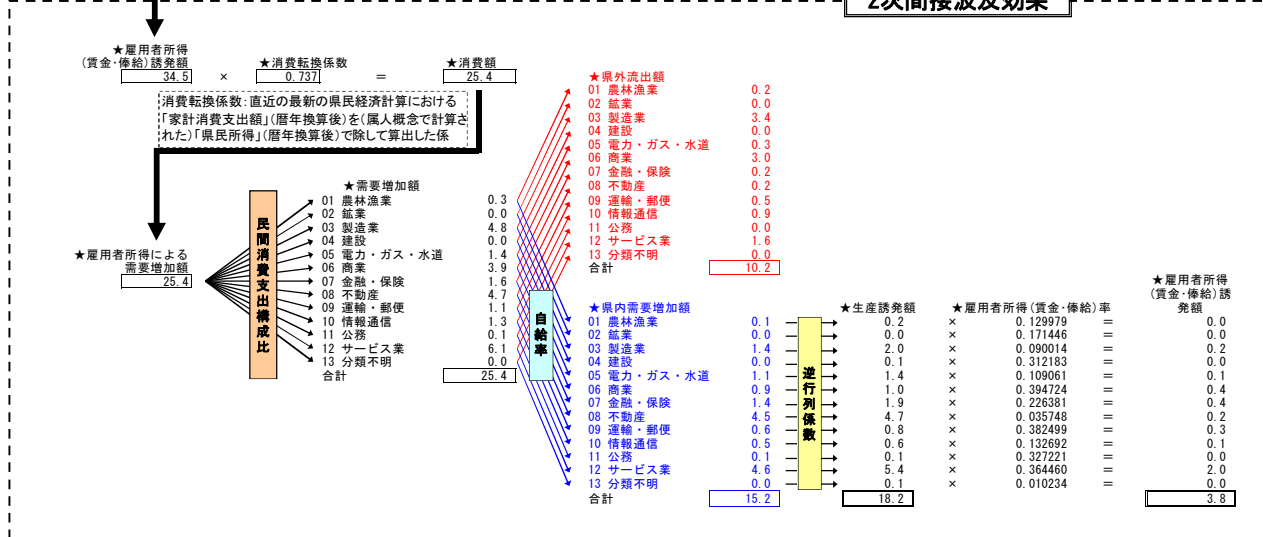 2次間接波及効果
★雇用者所得
(賃金・俸給)誘発額
★消費転換係数
★消費額
34.5 × 0.737 = 25.4
消費転換係数:直近の最新の県民経済計算における
「家計消費支出額」(暦年換算後)を(属人概念で計算さ
れた)「県民所得」(暦年換算後)で除して算出した係
★雇用者所得による
需要増加額
25.4
民間消費支出構成比
★需要増加額
01 農林漁業 0.3
02 鉱業 0.0
03 製造業 4.8
04 建設 0.0
05 電力・ガス・水道 1.4
06 商業 3.9
07 金融・保険 1.6
08 不動産 4.7
09 運輸・郵便 1.1
10 情報通信 1.3
11 公務 0.1
12 サービス業 6.1
13 分類不明 0.0
合計 25.4
自給率
★県外流出額
01 農林漁業 0.2
02 鉱業 0.0
03 製造業 3.4
04 建設 0.0
05 電力・ガス・水道 0.3
06 商業 3.0
07 金融・保険 0.2
08 不動産 0.2
09 運輸・郵便 0.5
10 情報通信 0.9
11 公務 0.0
12 サービス業 1.6
13 分類不明 0.0
合計 10.2
★県内需要増加額
01 農林漁業 0.1
02 鉱業 0.0
03 製造業 1.4
04 建設 0.0
05 電力・ガス・水道 1.1
06 商業 0.9
07 金融・保険 1.4
08 不動産 4.5
09 運輸・郵便 0.6
10 情報通信 0.5
11 公務 0.1
12 サービス業 4.6
13 分類不明 0.0
合計 15.2
逆行列係数
★生産誘発額
★雇用者所得(賃金・俸給)率
★雇用者所得
(賃金・俸給)誘
発額
0.2 × 0.129979 = 0.0
0.0 × 0.171446 = 0.0
2.0 × 0.090014 = 0.2
0.1 × 0.312183 = 0.0
1.4 × 0.109061 = 0.1
1.0 × 0.394724 = 0.4
1.9 × 0.226381 = 0.4
4.7 × 0.035748 = 0.2
0.8 × 0.382499 = 0.3
0.6 × 0.132692 = 0.1
0.1 × 0.327221 = 0.0
5.4 × 0.364460 = 2.0
0.1 × 0.010234 = 0.0
18.2
3.8